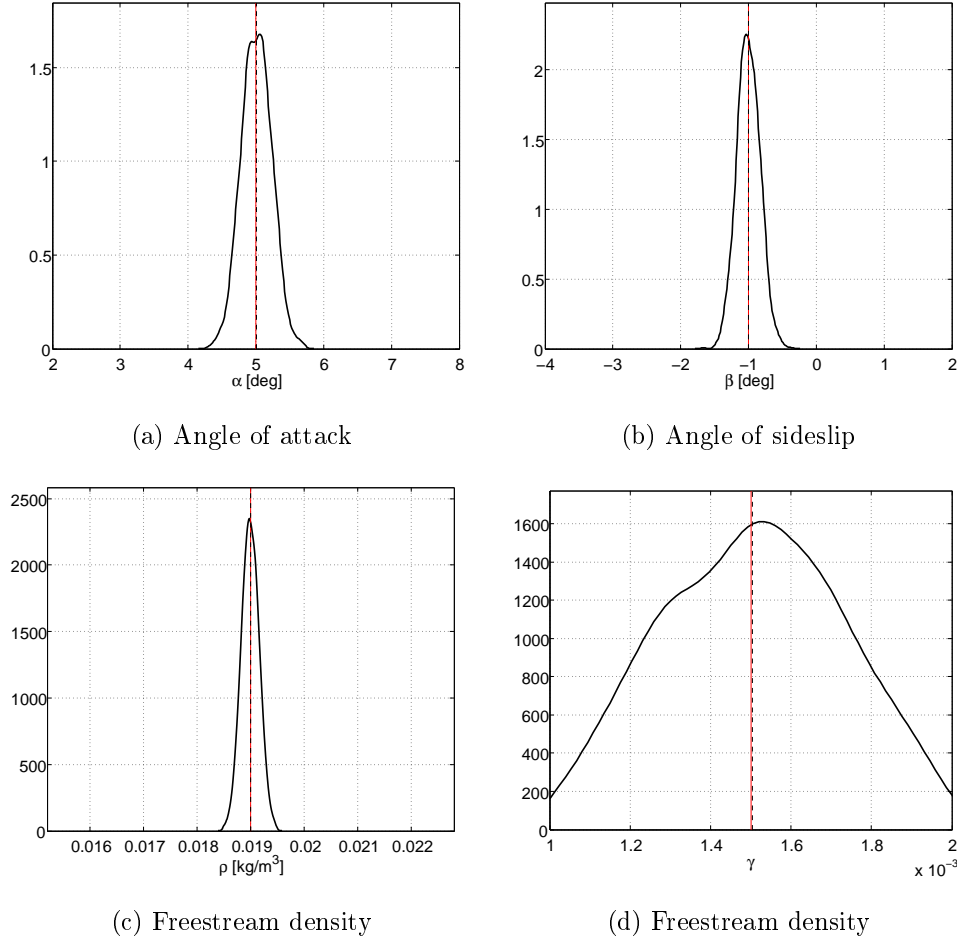 1.5
1
0.5
0
2 3 4 5 6 7 8
α [deg]
(a) Angle of attack
2
1.5
1
0.5
0
−4 −3 −2 −1 0 1 2
β [deg]
(b) Angle of sideslip
2500
2000
1500
1000
500
0
0.016 0.017 0.018 0.019 0.02 0.021 0.022
ρ [kg/m³]
(c) Freestream density
1600
1400
1200
1000
800
600
400
200
0
1 1.2 1.4 1.6 1.8 2
γ
x 10⁻³
(d) Freestream density